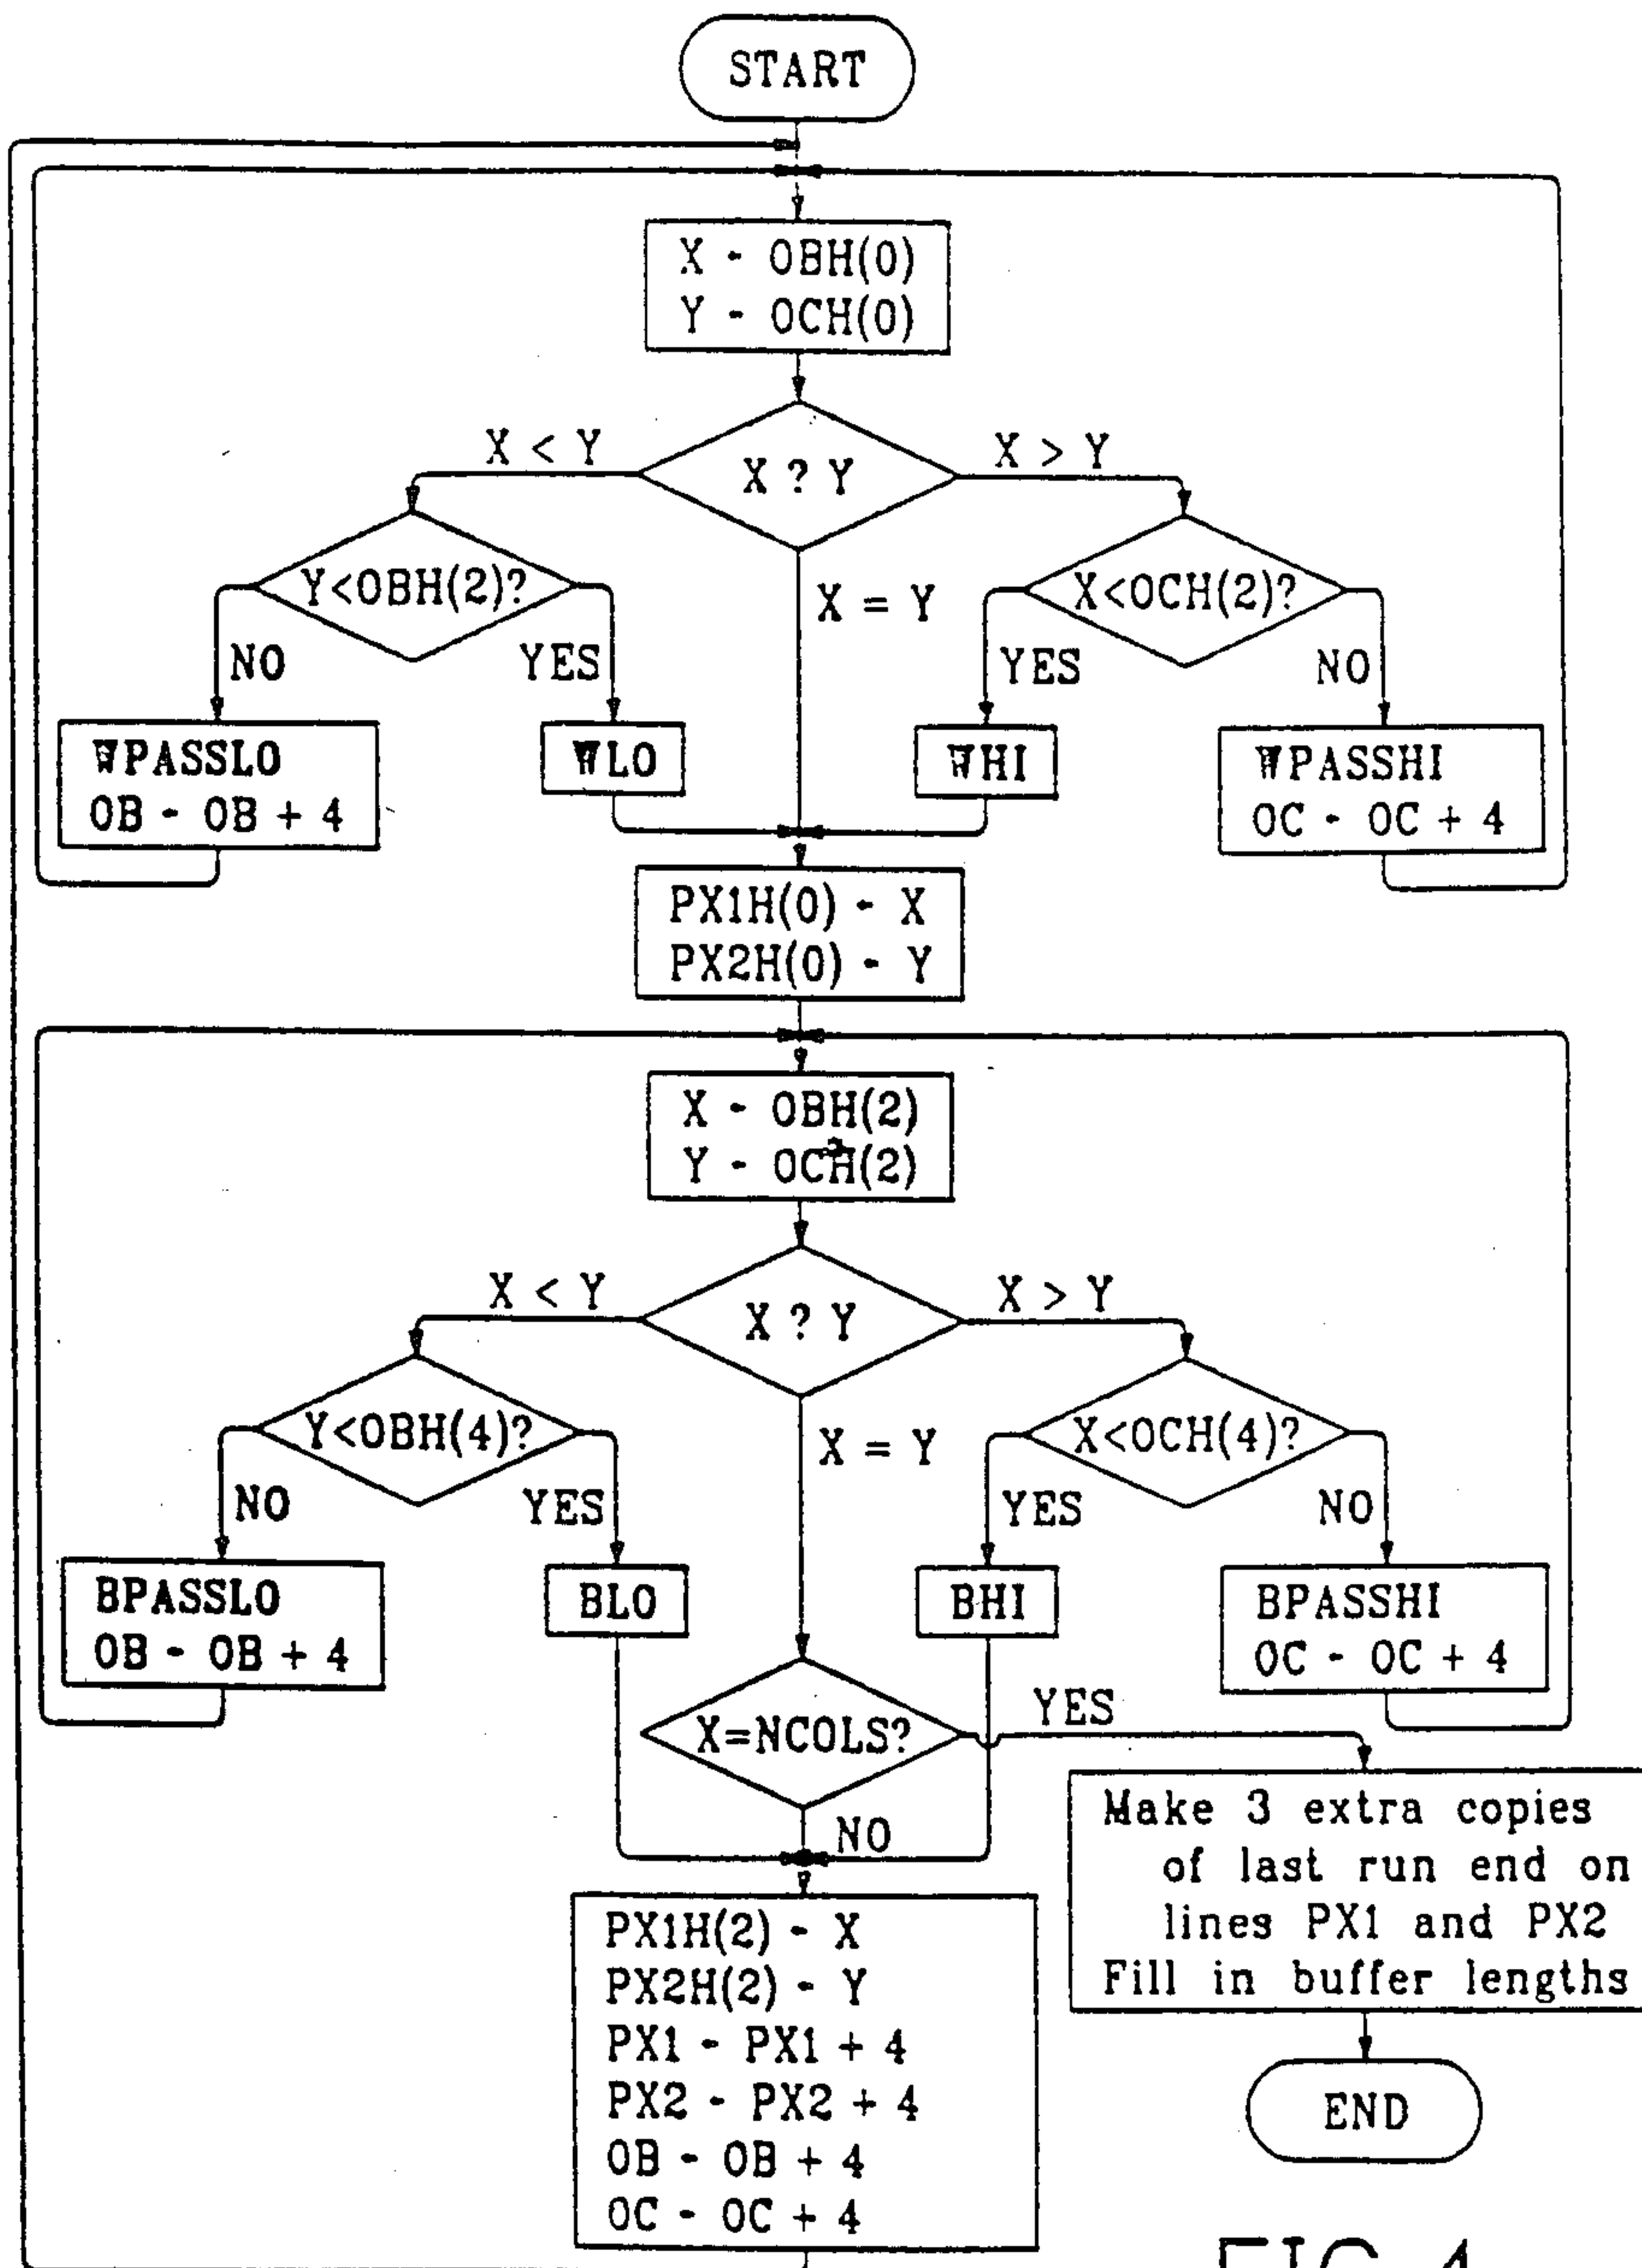 START
X - OBH(0)
Y - OCH(0)
X < Y
X ? Y
X > Y
Y<OBH(2)?
X = Y
X<OCH(2)?
NO
YES
YES
NO
WPASSLO
OB - OB + 4
WLO
WHI
WPASSHI
OC - OC + 4
PX1H(0) - X
PX2H(0) - Y
X - OBH(2)
Y - OCH(2)
X < Y
X ? Y
X > Y
Y<OBH(4)?
X = Y
X<OCH(4)?
NO
YES
YES
NO
BPASSLO
OB - OB + 4
BLO
BHI
BPASSHI
OC - OC + 4
X=NCOLS?
YES
NO
Make 3 extra copies
of last run end on
lines PX1 and PX2
Fill in buffer lengths
PX1H(2) - X
PX2H(2) - Y
PX1 - PX1 + 4
PX2 - PX2 + 4
OB - OB + 4
OC - OC + 4
END